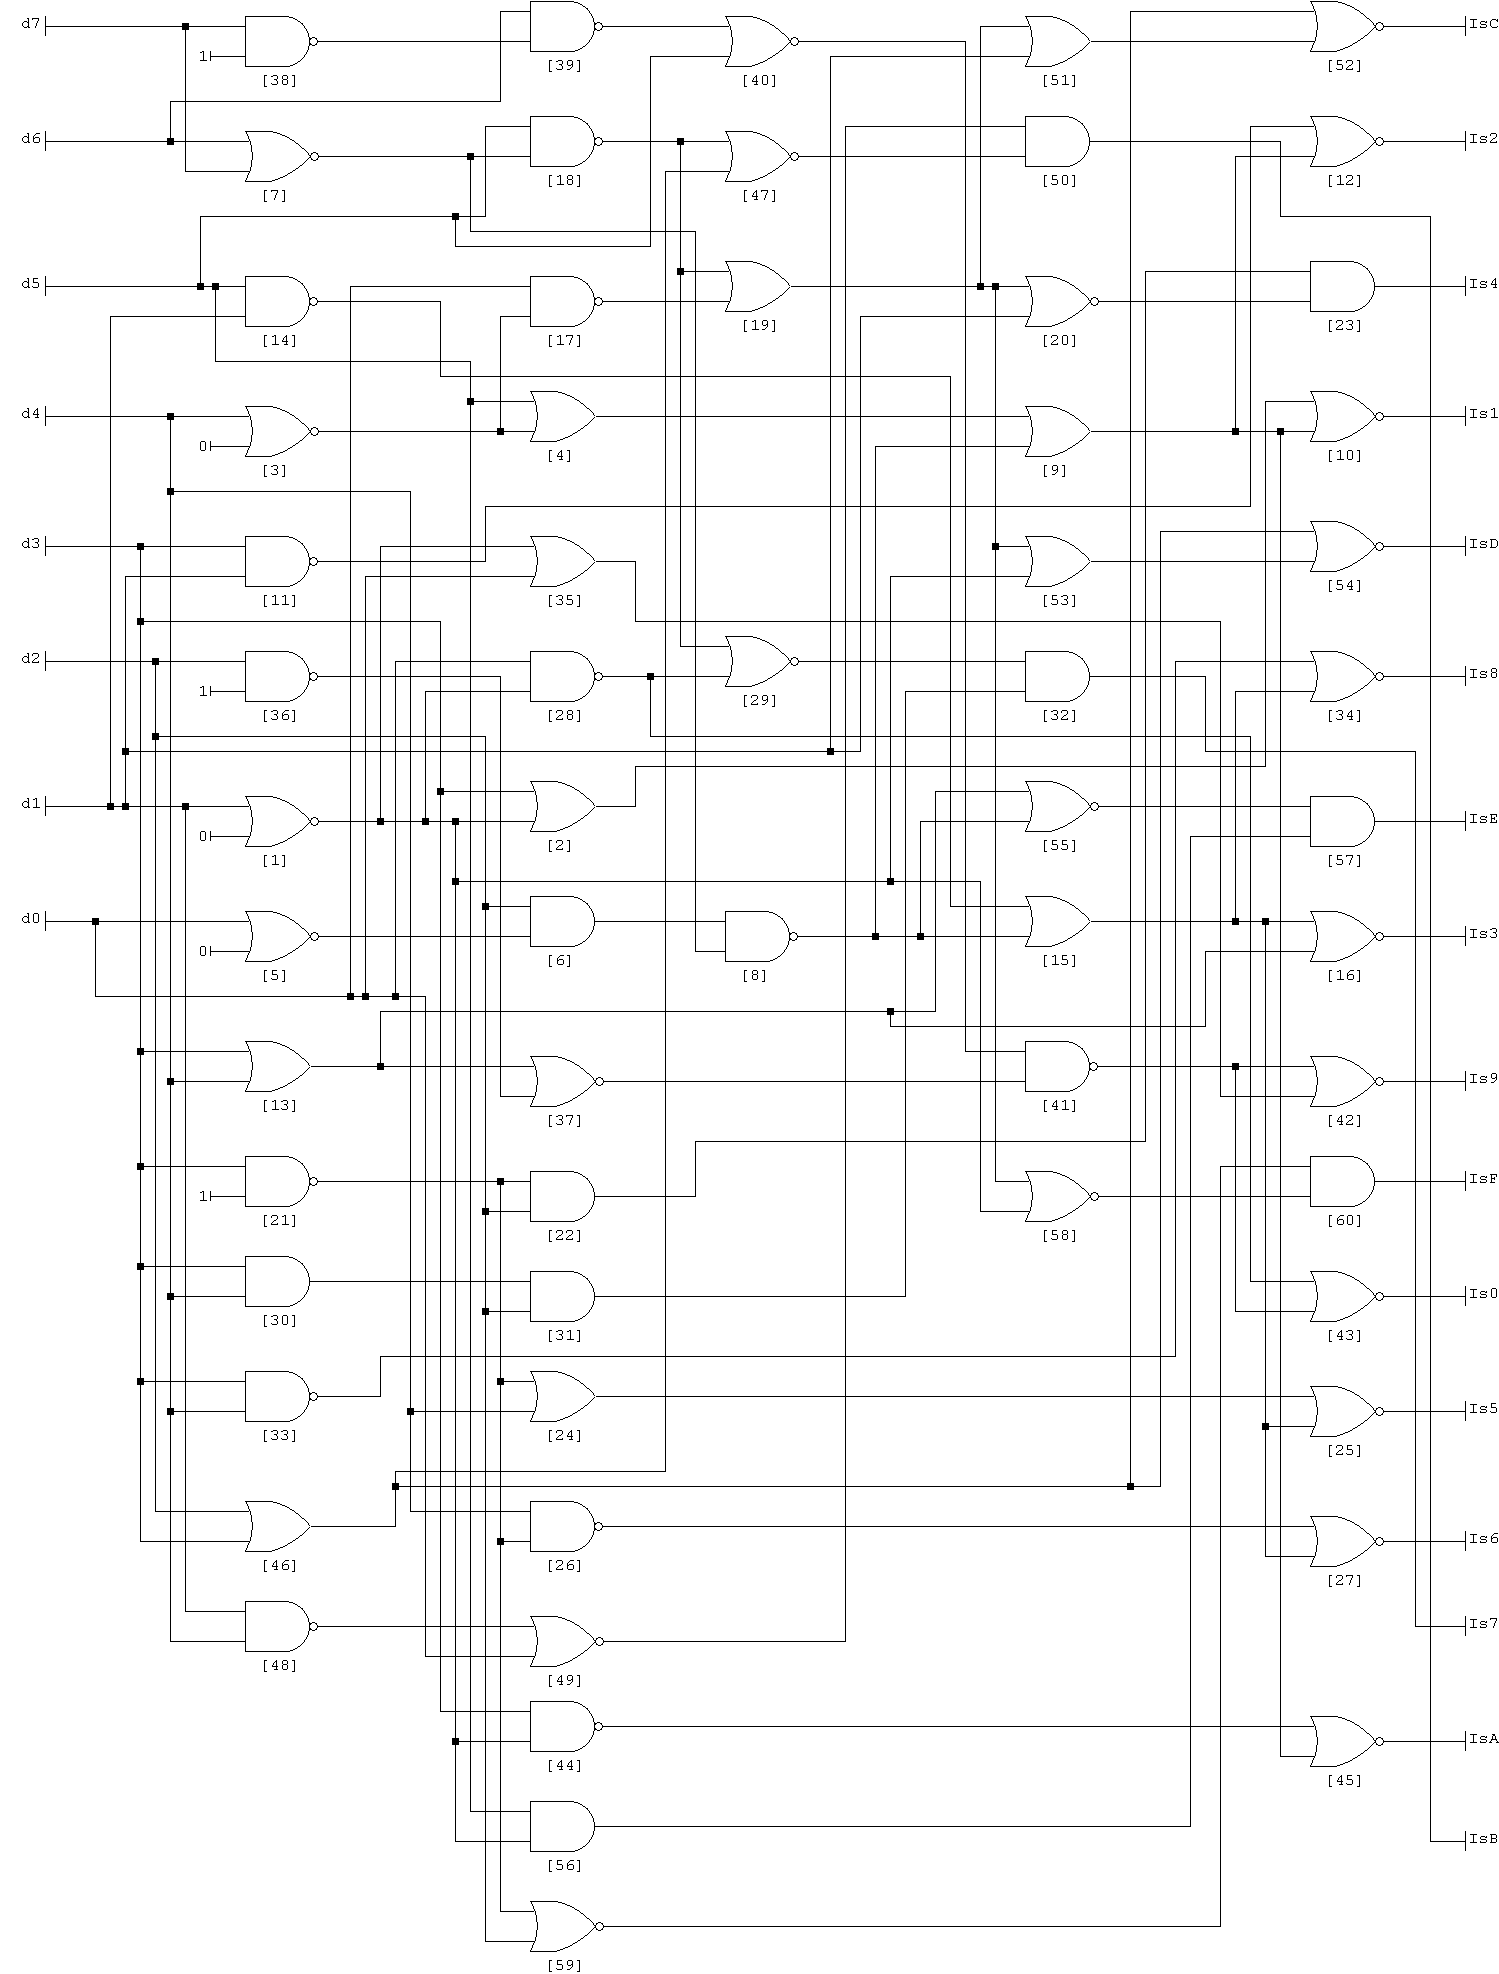 d7 IsC
1
[38] [39] [40] [51] [52]
d6 Is2
[7] [18] [47] [50] [12]
d5 Is4
[14] [17] [19] [20] [23]
d4 Is1
0
[3] [4] [9] [10]
d3 IsD
[11] [35] [53] [54]
d2 Is8
1
[36] [28] [29] [32] [34]
d1 IsE
0
[1] [2] [55] [57]
d0 Is3
0
[5] [6] [8] [15] [16]
Is9
[13] [37] [41] [42]
IsF
1
[21] [22] [58] [60]
Is0
[30] [31] [43]
Is5
[33] [24] [25]
Is6
[46] [26] [27]
Is7
[48] [49]
IsA
[44] [45]
IsB
[56]
[59]